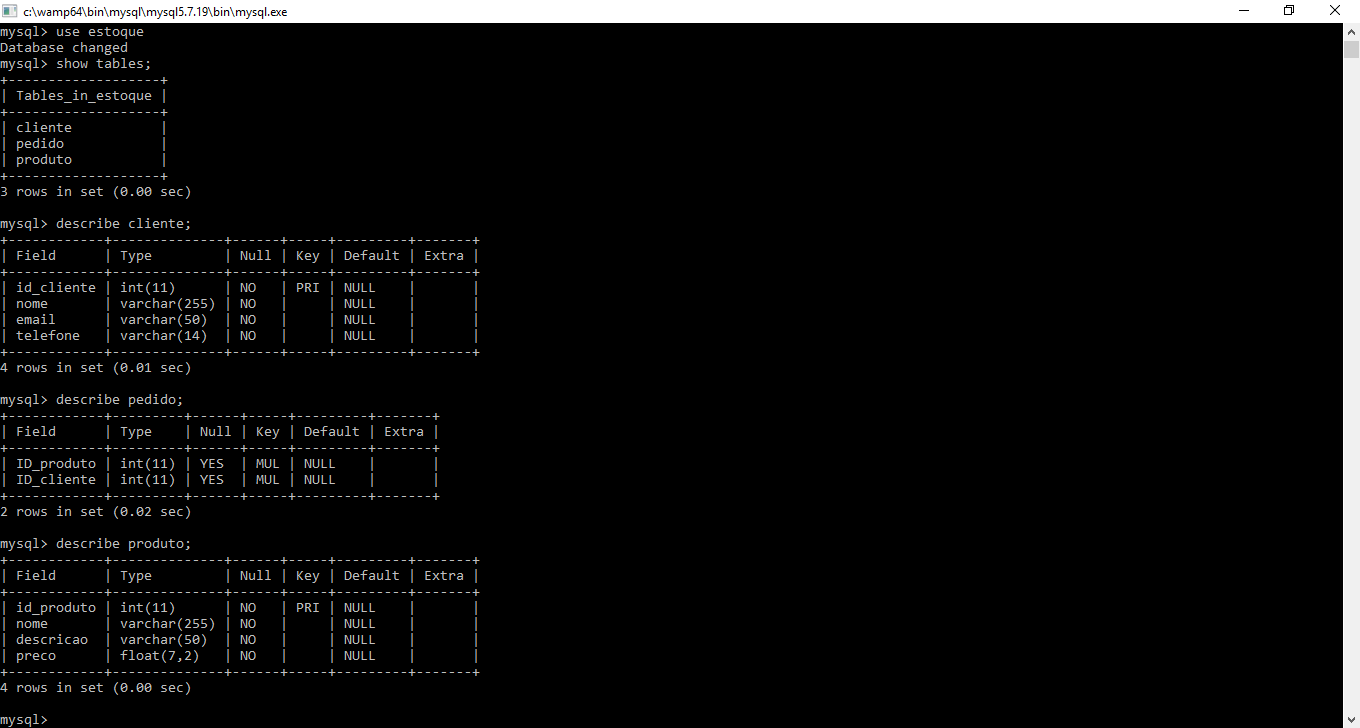 c:\wamp64\bin\mysql\mysql5.7.19\bin\mysql.exe
mysql> use estoque
Database changed
mysql> show tables;
+-------------------+
| Tables_in_estoque |
+-------------------+
| cliente           |
| pedido            |
| produto           |
+-------------------+
3 rows in set (0.00 sec)

mysql> describe cliente;
+------------+--------------+------+-----+---------+-------+
| Field      | Type         | Null | Key | Default | Extra |
+------------+--------------+------+-----+---------+-------+
| id_cliente | int(11)      | NO   | PRI | NULL    |       |
| nome       | varchar(255) | NO   |     | NULL    |       |
| email      | varchar(50)  | NO   |     | NULL    |       |
| telefone   | varchar(14)  | NO   |     | NULL    |       |
+------------+--------------+------+-----+---------+-------+
4 rows in set (0.01 sec)

mysql> describe pedido;
+------------+---------+------+-----+---------+-------+
| Field      | Type    | Null | Key | Default | Extra |
+------------+---------+------+-----+---------+-------+
| ID_produto | int(11) | YES  | MUL | NULL    |       |
| ID_cliente | int(11) | YES  | MUL | NULL    |       |
+------------+---------+------+-----+---------+-------+
2 rows in set (0.02 sec)

mysql> describe produto;
+------------+--------------+------+-----+---------+-------+
| Field      | Type         | Null | Key | Default | Extra |
+------------+--------------+------+-----+---------+-------+
| id_produto | int(11)      | NO   | PRI | NULL    |       |
| nome       | varchar(255) | NO   |     | NULL    |       |
| descricao  | varchar(50)  | NO   |     | NULL    |       |
| preco      | float(7,2)   | NO   |     | NULL    |       |
+------------+--------------+------+-----+---------+-------+
4 rows in set (0.00 sec)

mysql>